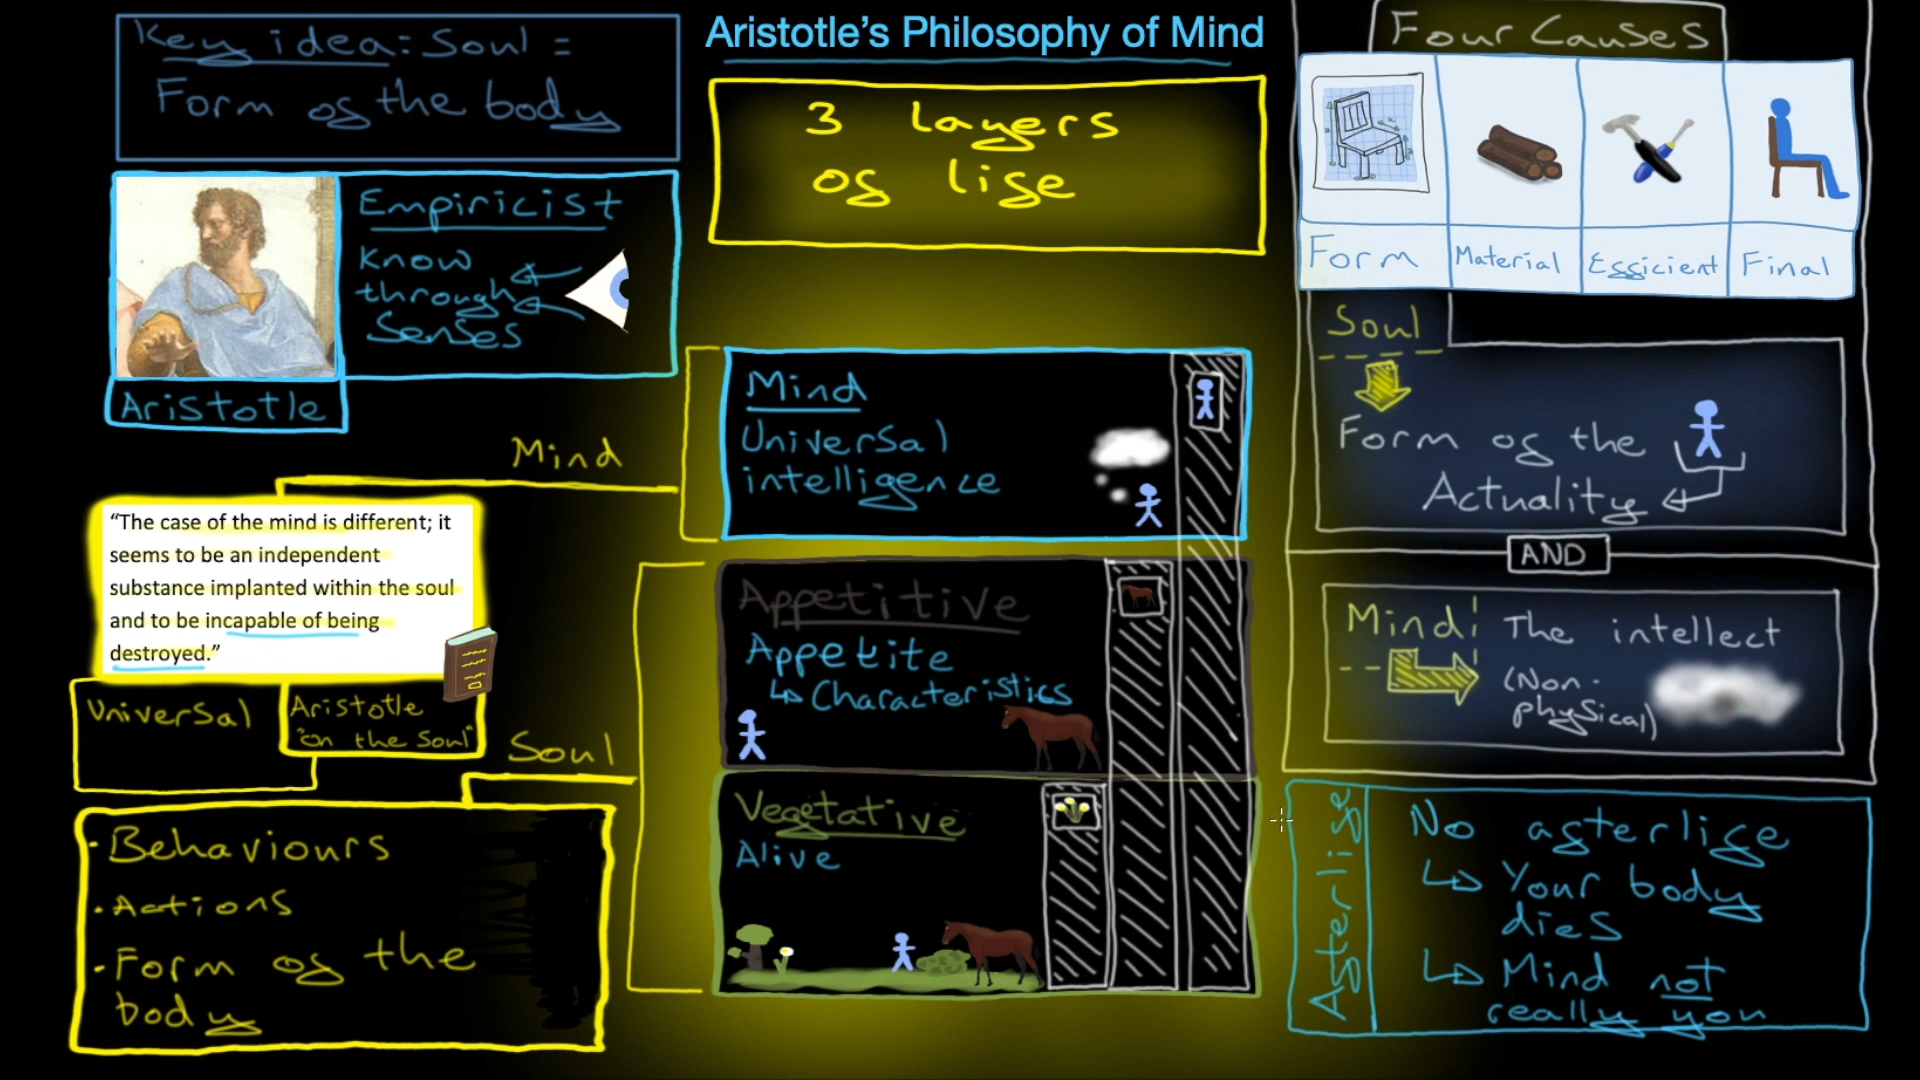 Key idea: Soul =
Form of the body
Aristotle's Philosophy of Mind
3 layers
of life
Four Causes
Form
Material
Efficient
Final
Empiricist
Know
through
Senses
Aristotle
Mind
Universal
intelligence
Soul
Form of the
Actuality
AND
Mind
The intellect
(Non-
physical)
Mind
“The case of the mind is different; it
seems to be an independent
substance implanted within the soul
and to be incapable of being
destroyed.”
Universal
Aristotle
"on the Soul"
Soul
Appetitive
Appetite
↳ Characteristics
Vegetative
Alive
• Behaviours
• Actions
• Form of the
body
Afterlife
No afterlife
↳ Your body
dies
↳ Mind not
really you